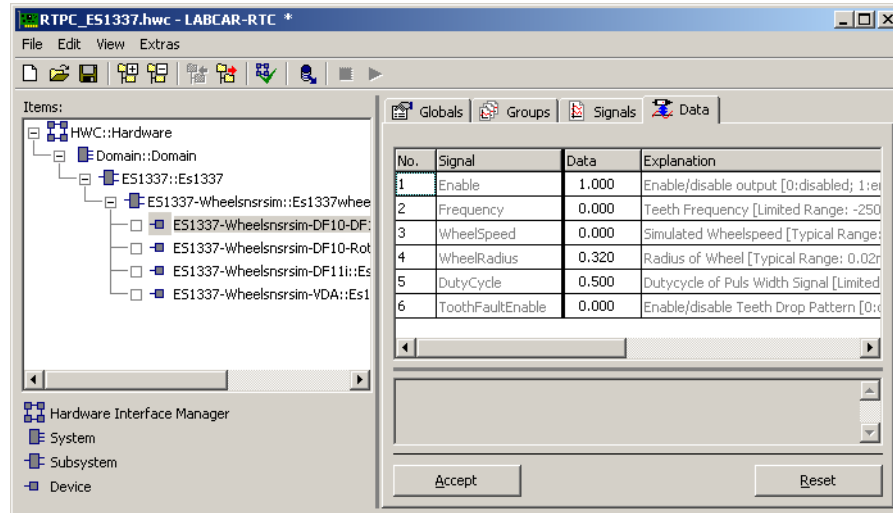 RTPC_ES1337.hwc - LABCAR-RTC *
File Edit View Extras
Items:
HWC::Hardware
Domain::Domain
ES1337::Es1337
ES1337-Wheelsnsrsim::Es1337whee
ES1337-Wheelsnsrsim-DF10-DF
ES1337-Wheelsnsrsim-DF10-Rot
ES1337-Wheelsnsrsim-DF11i::Es
ES1337-Wheelsnsrsim-VDA::Es1
Hardware Interface Manager
System
Subsystem
Device
Globals Groups Signals Data
No. Signal Data Explanation
1 Enable 1.000 Enable/disable output [0:disabled; 1:e
2 Frequency 0.000 Teeth Frequency [Limited Range: -250
3 WheelSpeed 0.000 Simulated Wheelspeed [Typical Range:
4 WheelRadius 0.320 Radius of Wheel [Typical Range: 0.02
5 DutyCycle 0.500 Dutycycle of Puls Width Signal [Limited
6 ToothFaultEnable 0.000 Enable/disable Teeth Drop Pattern [0:
Accept Reset